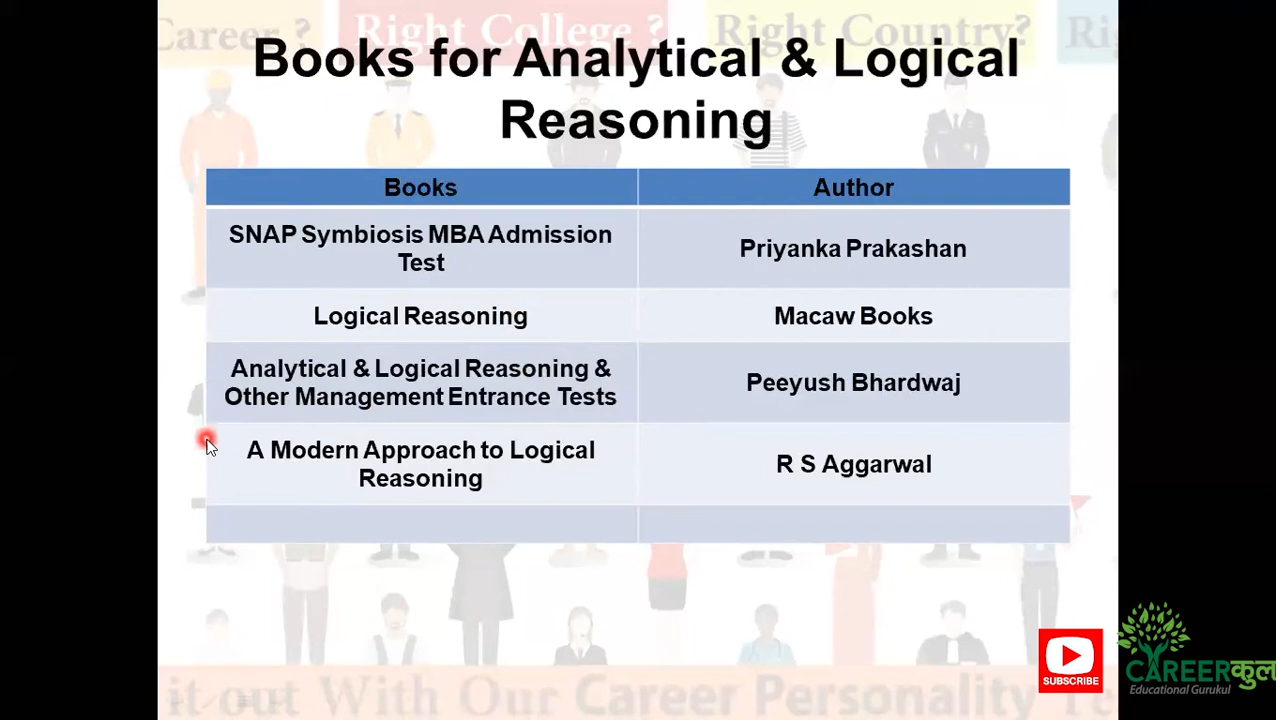 Career ?
Right College ?
Right Country?
Books for Analytical & Logical
Reasoning
Books
Author
SNAP Symbiosis MBA Admission
Test
Priyanka Prakashan
Logical Reasoning
Macaw Books
Analytical & Logical Reasoning &
Other Management Entrance Tests
Peeyush Bhardwaj
A Modern Approach to Logical
Reasoning
R S Aggarwal
SUBSCRIBE
CAREERकुल
Educational Gurukul
it out
Career Personality